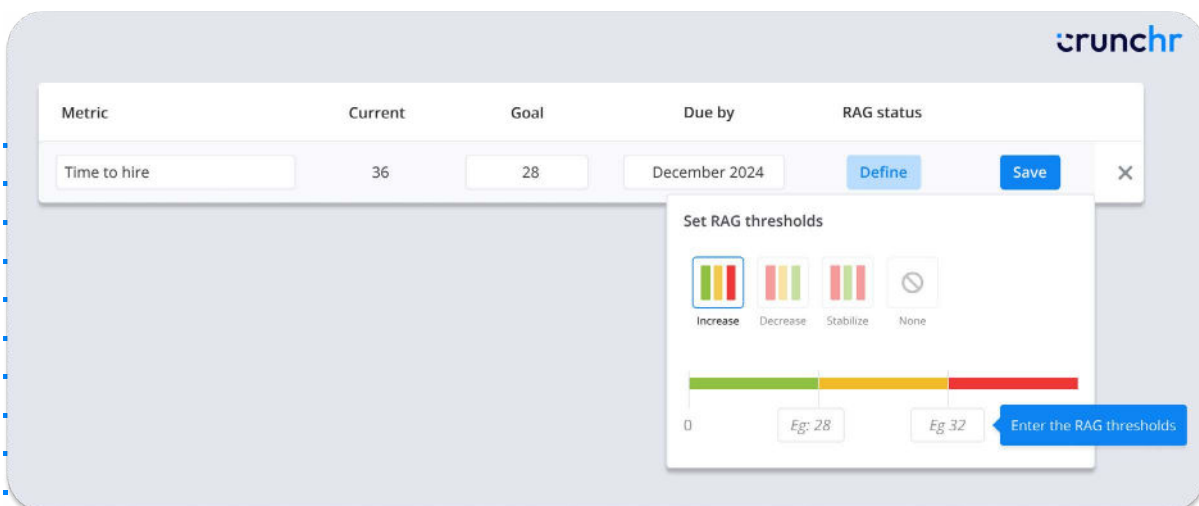 crunchr
Metric Current Goal Due by RAG status
Time to hire 36 28 December 2024 Define Save
Set RAG thresholds
Increase Decrease Stabilize None
0 Eg: 28 Eg 32 Enter the RAG thresholds